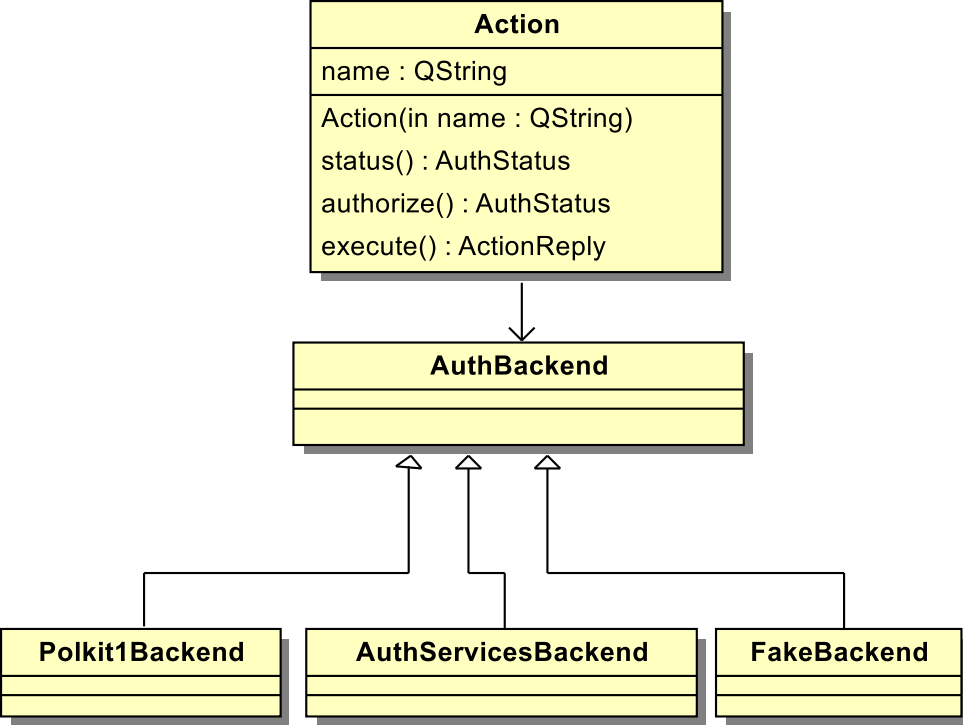 Action
name : QString
Action(in name : QString)
status() : AuthStatus
authorize() : AuthStatus
execute() : ActionReply
AuthBackend
Polkit1Backend
AuthServicesBackend
FakeBackend